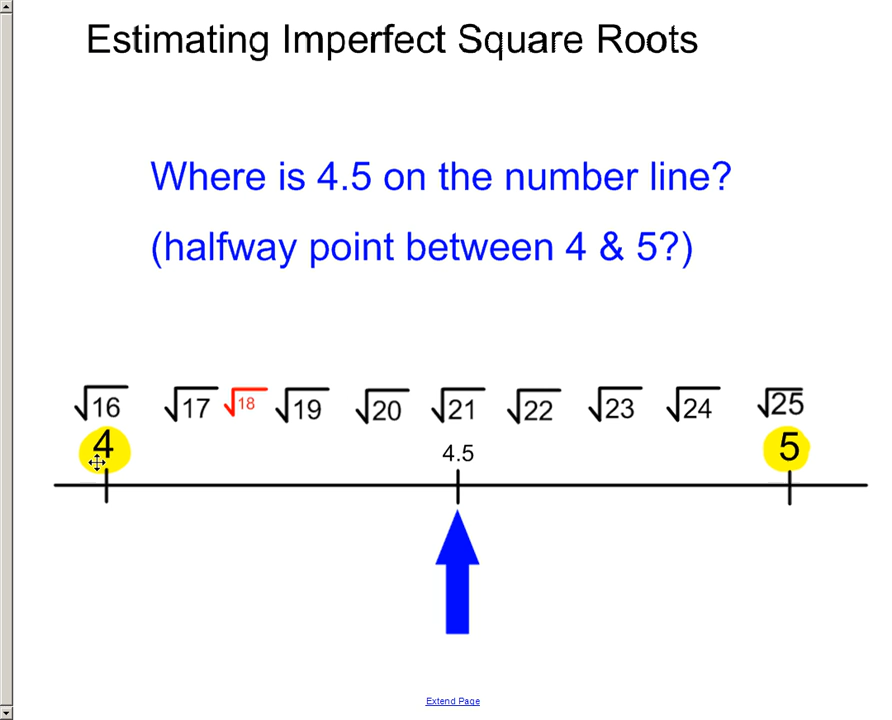 Estimating Imperfect Square Roots
Where is 4.5 on the number line?
(halfway point between 4 & 5?)
√16 √17 √18 √19 √20 √21 √22 √23 √24 √25
4 4.5 5
Extend Page